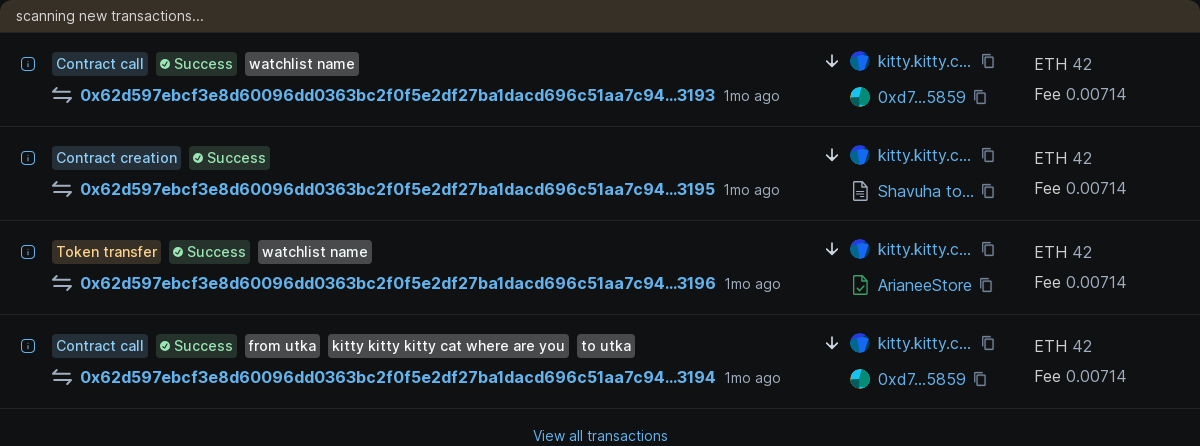 scanning new transactions...
Contract call Success watchlist name
0x62d597ebcf3e8d60096dd0363bc2f0f5e2df27ba1dacd696c51aa7c94...3193 1mo ago
kitty.kitty.c...
0xd7...5859
ETH 42
Fee 0.00714
Contract creation Success
0x62d597ebcf3e8d60096dd0363bc2f0f5e2df27ba1dacd696c51aa7c94...3195 1mo ago
kitty.kitty.c...
Shavuha to...
ETH 42
Fee 0.00714
Token transfer Success watchlist name
0x62d597ebcf3e8d60096dd0363bc2f0f5e2df27ba1dacd696c51aa7c94...3196 1mo ago
kitty.kitty.c...
ArianeeStore
ETH 42
Fee 0.00714
Contract call Success from utka kitty kitty kitty cat where are you to utka
0x62d597ebcf3e8d60096dd0363bc2f0f5e2df27ba1dacd696c51aa7c94...3194 1mo ago
kitty.kitty.c...
0xd7...5859
ETH 42
Fee 0.00714
View all transactions